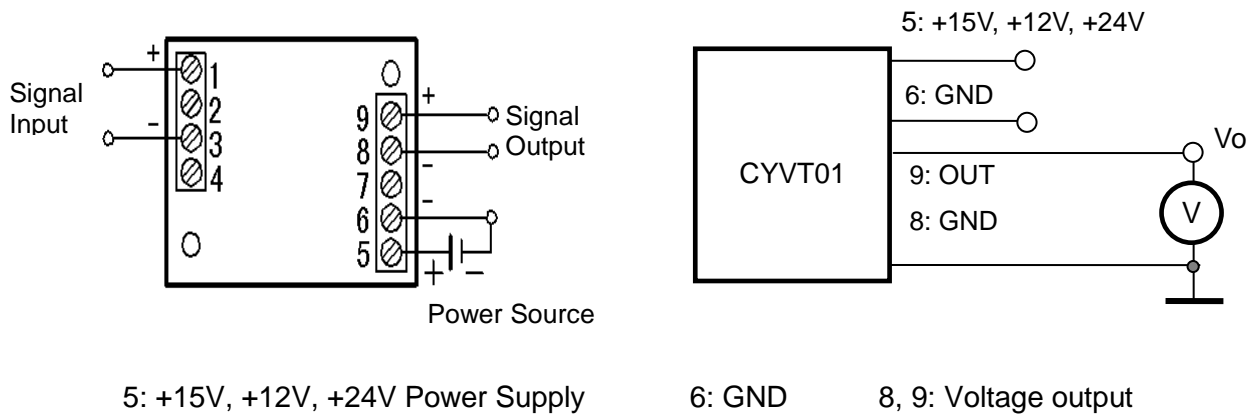 5: +15V, +12V, +24V
+
1
Signal
Input
2
-
3
4
+
9
Signal
8
Output
-
7
-
6
5
+
-
Power Source
6: GND
CYVT01
Vo
9: OUT
V
8: GND
5: +15V, +12V, +24V Power Supply 6: GND 8, 9: Voltage output